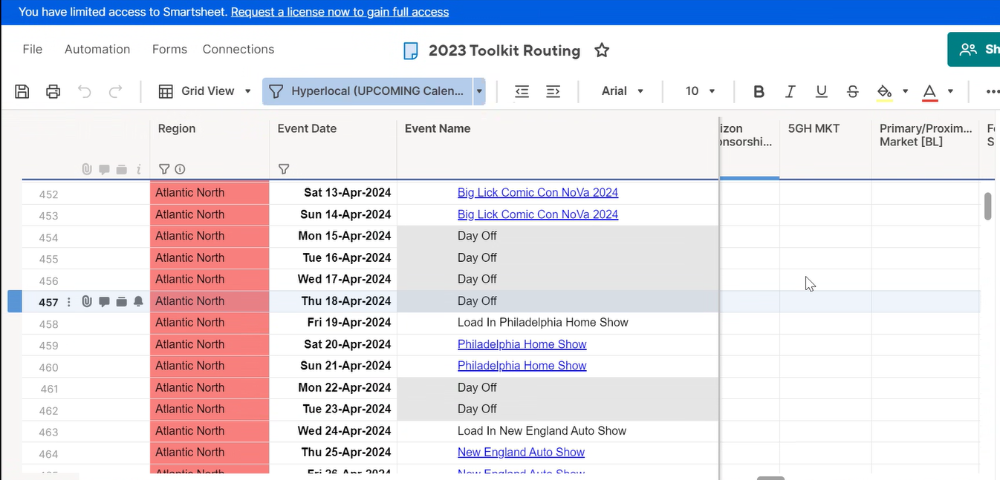 You have limited access to Smartsheet. Request a license now to gain full access
File Automation Forms Connections 2023 Toolkit Routing Sh
Grid View Hyperlocal (UPCOMING Calen... Arial 10 B I U S A
Region Event Date Event Name izon 5GH MKT Primary/Proxim... F
onsorshi... Market [BL] S
452 Atlantic North Sat 13-Apr-2024 Big Lick Comic Con NoVa 2024
453 Atlantic North Sun 14-Apr-2024 Big Lick Comic Con NoVa 2024
454 Atlantic North Mon 15-Apr-2024 Day Off
455 Atlantic North Tue 16-Apr-2024 Day Off
456 Atlantic North Wed 17-Apr-2024 Day Off
457 Atlantic North Thu 18-Apr-2024 Day Off
458 Atlantic North Fri 19-Apr-2024 Load In Philadelphia Home Show
459 Atlantic North Sat 20-Apr-2024 Philadelphia Home Show
460 Atlantic North Sun 21-Apr-2024 Philadelphia Home Show
461 Atlantic North Mon 22-Apr-2024 Day Off
462 Atlantic North Tue 23-Apr-2024 Day Off
463 Atlantic North Wed 24-Apr-2024 Load In New England Auto Show
464 Atlantic North Thu 25-Apr-2024 New England Auto Show
Atlantic North Fri 26-Apr-2024 New England Auto Show